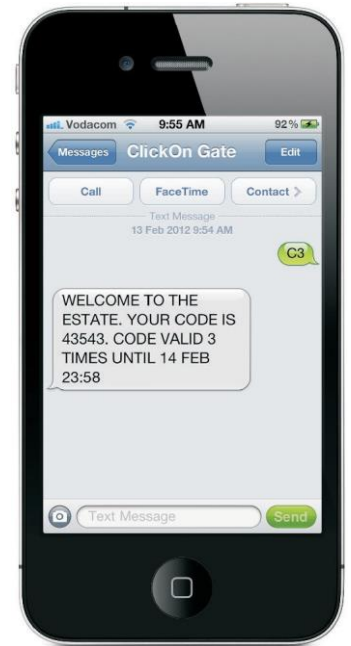 Vodacom 9:55 AM 92%
Messages ClickOn Gate Edit
Call FaceTime Contact >
Text Message
13 Feb 2012 9:54 AM
C3
WELCOME TO THE
ESTATE. YOUR CODE IS
43543. CODE VALID 3
TIMES UNTIL 14 FEB
23:58
Text Message Send